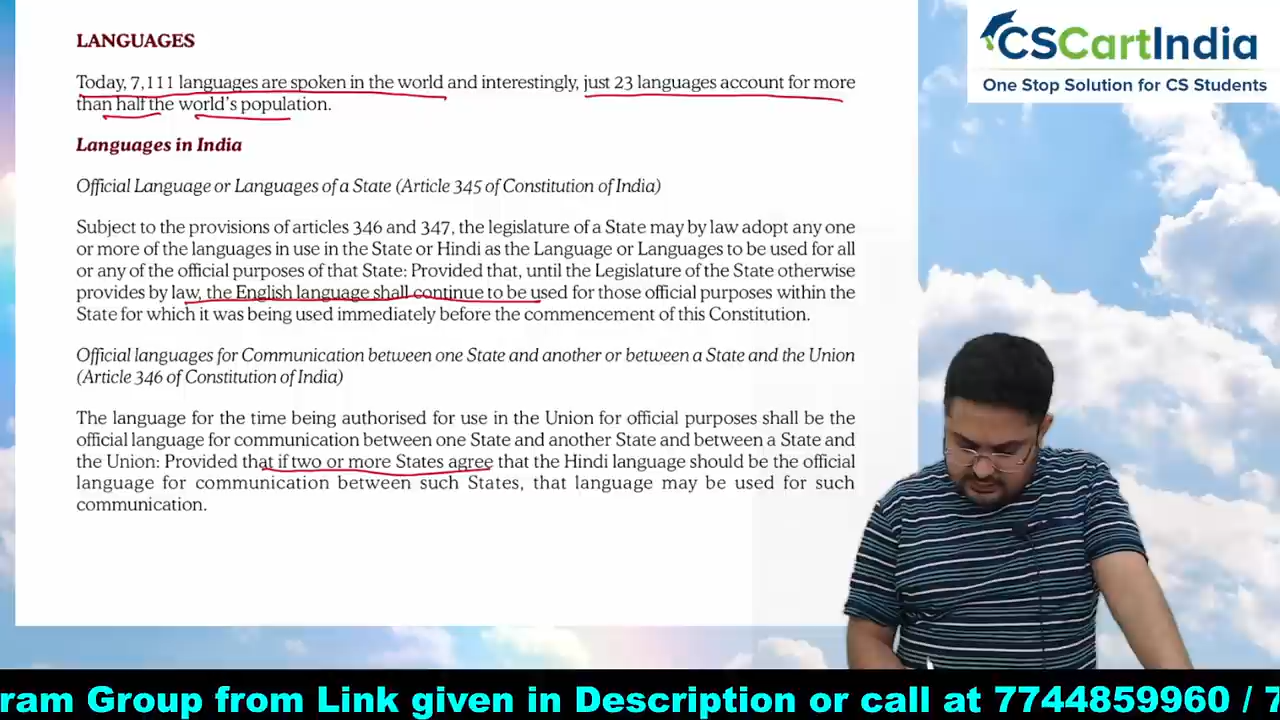 LANGUAGES
Today, 7,111 languages are spoken in the world and interestingly, just 23 languages account for more
than half the world's population.
Languages in India
Official Language or Languages of a State (Article 345 of Constitution of India)
Subject to the provisions of articles 346 and 347, the legislature of a State may by law adopt any one
or more of the languages in use in the State or Hindi as the Language or Languages to be used for all
or any of the official purposes of that State: Provided that, until the Legislature of the State otherwise
provides by law, the English language shall continue to be used for those official purposes within the
State for which it was being used immediately before the commencement of this Constitution.
Official languages for Communication between one State and another or between a State and the Union
(Article 346 of Constitution of India)
The language for the time being authorised for use in the Union for official purposes shall be the
official language for communication between one State and another State and between a State and
the Union: Provided that if two or more States agree that the Hindi language should be the official
language for communication between such States, that language may be used for such
communication.
CSCartIndia
One Stop Solution for CS Students
ram Group from Link given in Description or call at 7744859960 / 7